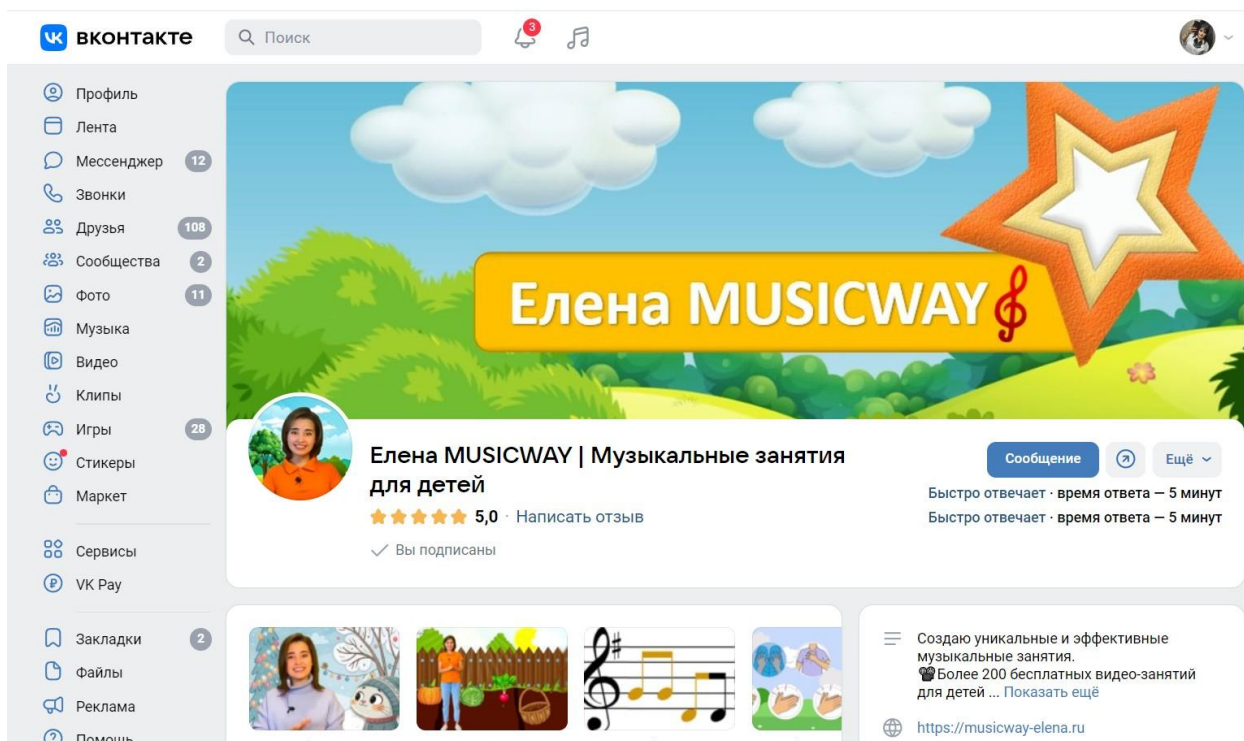 вконтакте
Поиск
3
Профиль
Лента
Мессенджер 12
Звонки
Друзья 108
Сообщества 2
Фото 11
Музыка
Видео
Клипы
Игры 28
Стикеры
Маркет
Сервисы
VK Pay
Закладки 2
Файлы
Реклама
Помощь
Елена MUSICWAY
Елена MUSICWAY | Музыкальные занятия
для детей
5,0 · Написать отзыв
Вы подписаны
Сообщение
Ещё
Быстро отвечает · время ответа — 5 минут
Быстро отвечает · время ответа — 5 минут
Создаю уникальные и эффективные
музыкальные занятия.
Более 200 бесплатных видео-занятий
для детей ... Показать ещё
https://musicway-elena.ru